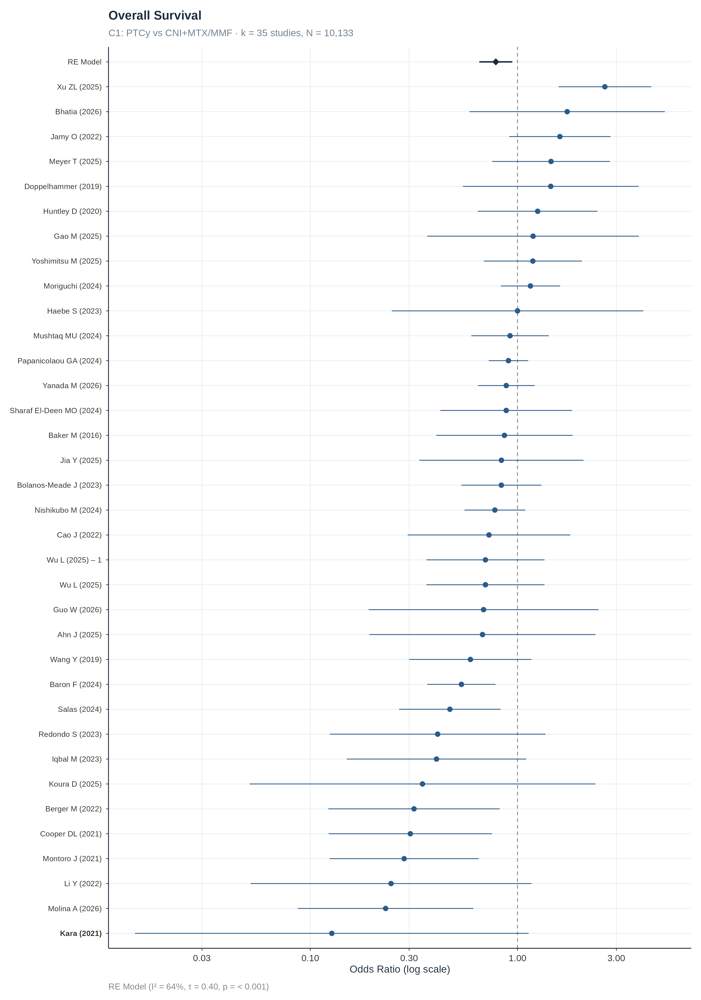 Overall Survival
C1: PTCy vs CNI+MTX/MMF · k = 35 studies, N = 10,133
RE Model
Xu ZL (2025)
Bhatia (2026)
Jamy O (2022)
Meyer T (2025)
Doppelhammer (2019)
Huntley D (2020)
Gao M (2025)
Yoshimitsu M (2025)
Moriguchi (2024)
Haebe S (2023)
Mushtaq MU (2024)
Papanicolaou GA (2024)
Yanada M (2026)
Sharaf El-Deen MO (2024)
Baker M (2016)
Jia Y (2025)
Bolanos-Meade J (2023)
Nishikubo M (2024)
Cao J (2022)
Wu L (2025) – 1
Wu L (2025)
Guo W (2026)
Ahn J (2025)
Wang Y (2019)
Baron F (2024)
Salas (2024)
Redondo S (2023)
Iqbal M (2023)
Koura D (2025)
Berger M (2022)
Cooper DL (2021)
Montoro J (2021)
Li Y (2022)
Molina A (2026)
Kara (2021)
0.03 0.10 0.30 1.00 3.00
Odds Ratio (log scale)
RE Model (I² = 64%, τ = 0.40, p = < 0.001)